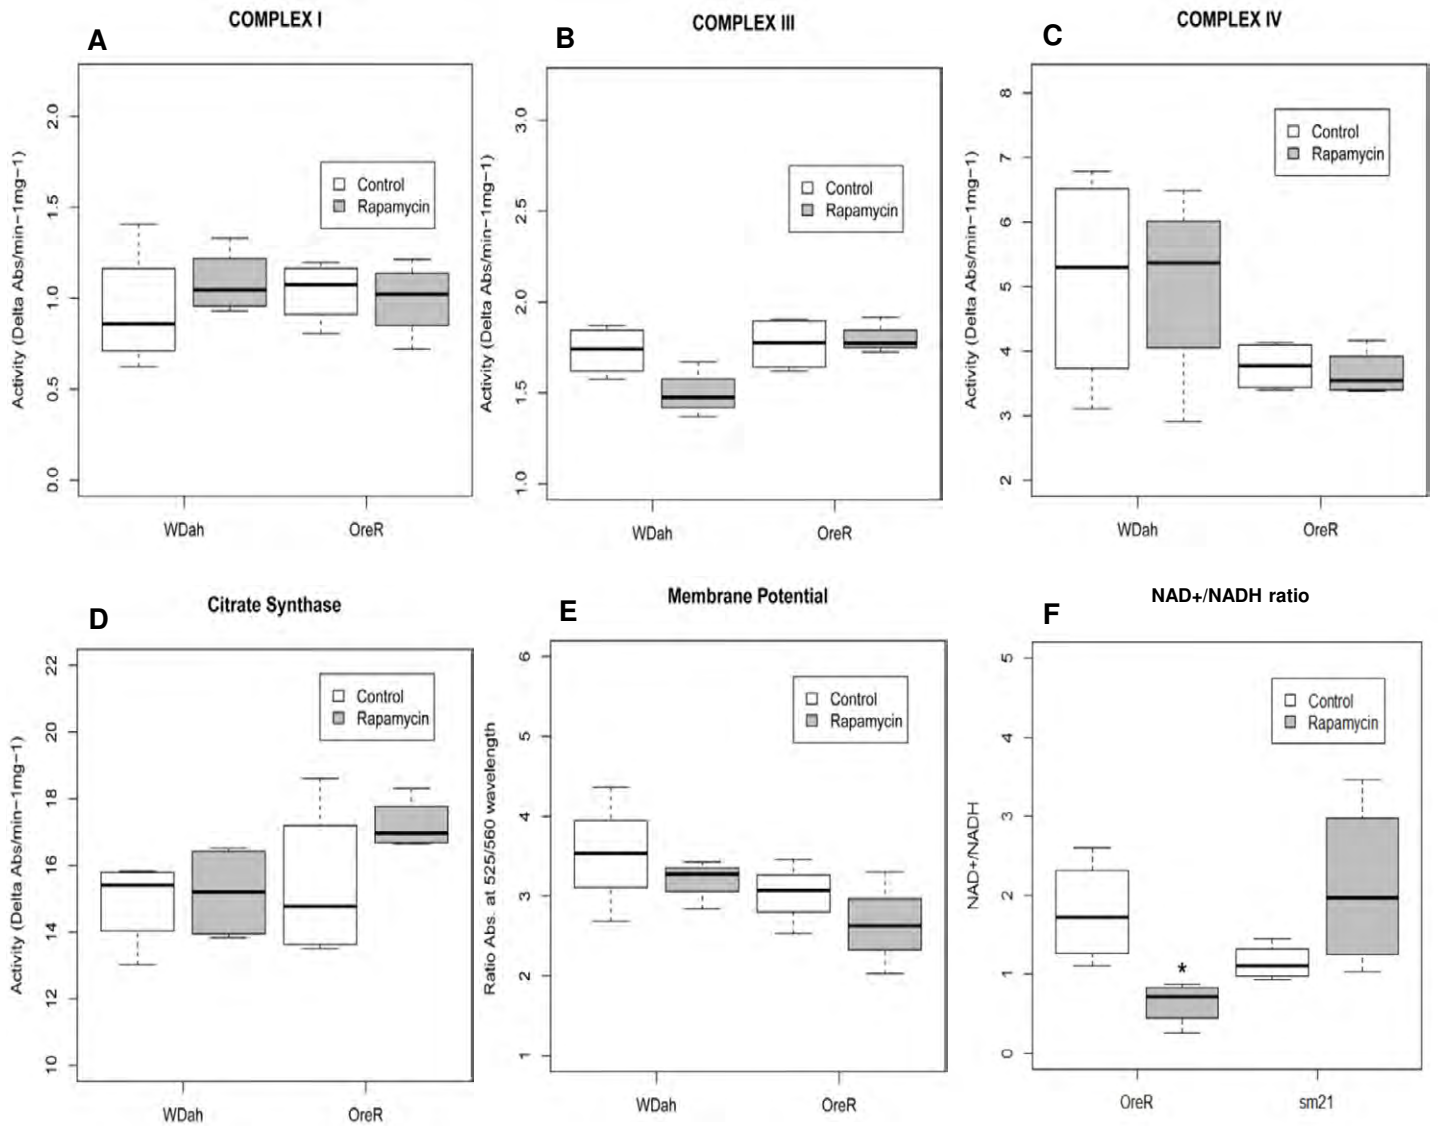 COMPLEX I
A
Activity (Delta Abs/min−1mg−1)
2.0
1.5
1.0
0.5
0.0
Control
Rapamycin
WDah
OreR
COMPLEX III
B
Activity (Delta Abs/min−1mg−1)
3.0
2.5
2.0
1.5
1.0
Control
Rapamycin
WDah
OreR
COMPLEX IV
C
Activity (Delta Abs/min−1mg−1)
8
7
6
5
4
3
2
Control
Rapamycin
WDah
OreR
Citrate Synthase
D
Activity (Delta Abs/min−1mg−1)
22
20
18
16
14
12
10
Control
Rapamycin
WDah
OreR
Membrane Potential
E
Ratio Abs. at 525/560 wavelength
6
5
4
3
2
1
Control
Rapamycin
WDah
OreR
NAD+/NADH ratio
F
NAD+/NADH
5
4
3
2
1
0
Control
Rapamycin
*
OreR
sm21